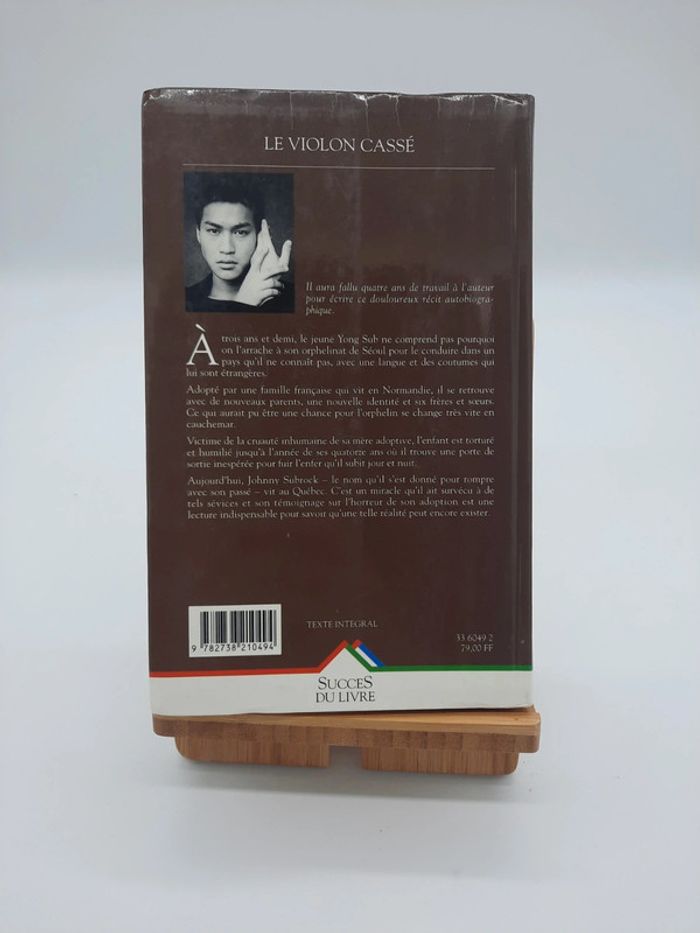 LE VIOLON CASSÉ
Il aura fallu quatre ans de travail à l'auteur
pour écrire ce douloureux récit autobiogra-
phique.
À trois ans et demi, le jeune Yong Sub ne comprend pas pourquoi
on l'arrache à son orphelinat de Séoul pour le conduire dans un
pays qu'il ne connaît pas, avec une langue et des coutumes qui
lui sont étrangères.
Adopté par une famille française qui vit en Normandie, il se retrouve
avec de nouveaux parents, une nouvelle identité et six frères et sœurs.
Ce qui aurait pu être une chance pour l'orphelin se change très vite en
cauchemar.
Victime de la cruauté inhumaine de sa mère adoptive, l'enfant est torturé
et humilié jusqu'à l'année de ses quatorze ans où il trouve une porte de
sortie inespérée pour fuir l'enfer qu'il subit jour et nuit.
Aujourd'hui, Johnny Subrock – le nom qu'il s'est donné pour rompre
avec son passé – vit au Québec. C'est un miracle qu'il ait survécu à de
tels sévices et son témoignage sur l'horreur de son adoption est une
lecture indispensable pour savoir qu'une telle réalité peut encore exister.
TEXTE INTEGRAL
9 782738 210494
33 6049 2
79,00 FF
SUCCES
DU LIVRE